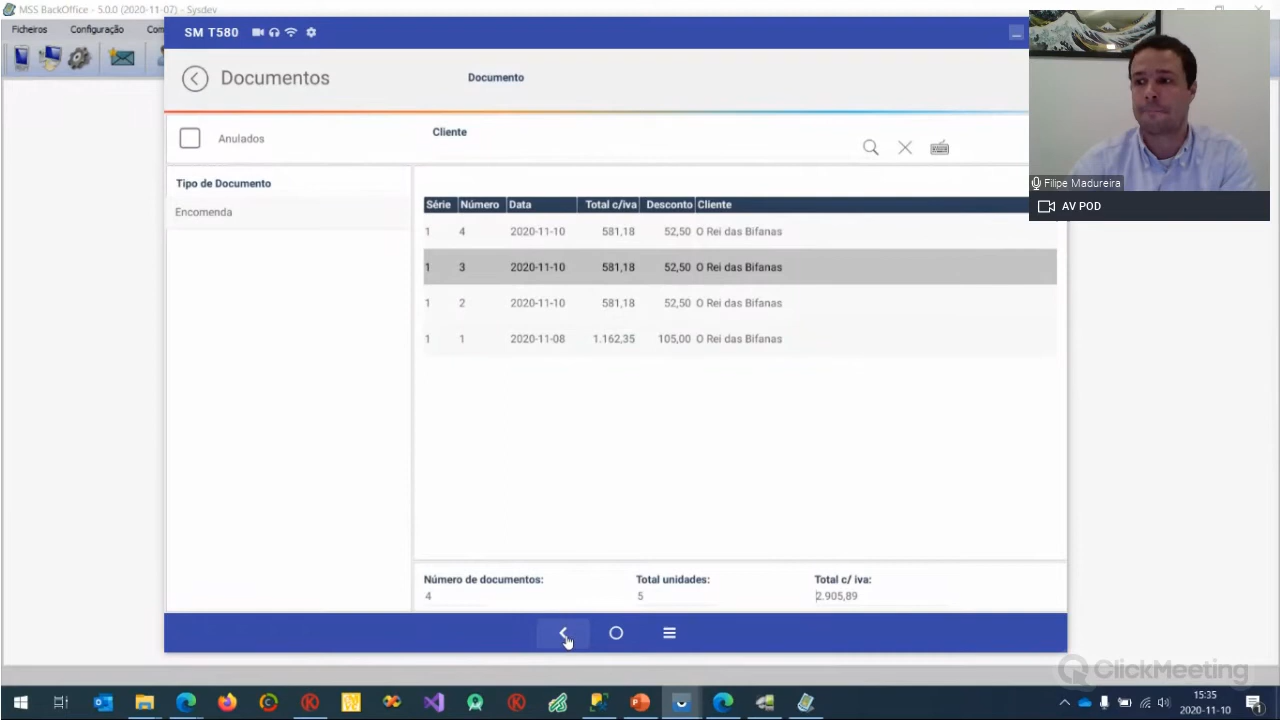 MSS BackOffice - 5.0.0 (2020-11-07) - Sysdev
Ficheiros Configuração Com
SM T580
Documentos
Documento
Anulados
Cliente
Tipo de Documento
Encomenda
Série Número Data Total c/iva Desconto Cliente
1 4 2020-11-10 581,18 52,50 O Rei das Bifanas
1 3 2020-11-10 581,18 52,50 O Rei das Bifanas
1 2 2020-11-10 581,18 52,50 O Rei das Bifanas
1 1 2020-11-08 1.162,35 105,00 O Rei das Bifanas
Número de documentos: Total unidades: Total c/ iva:
4 5 2.905,89
Filipe Madureira
AV POD
ClickMeeting
15:35
2020-11-10
1